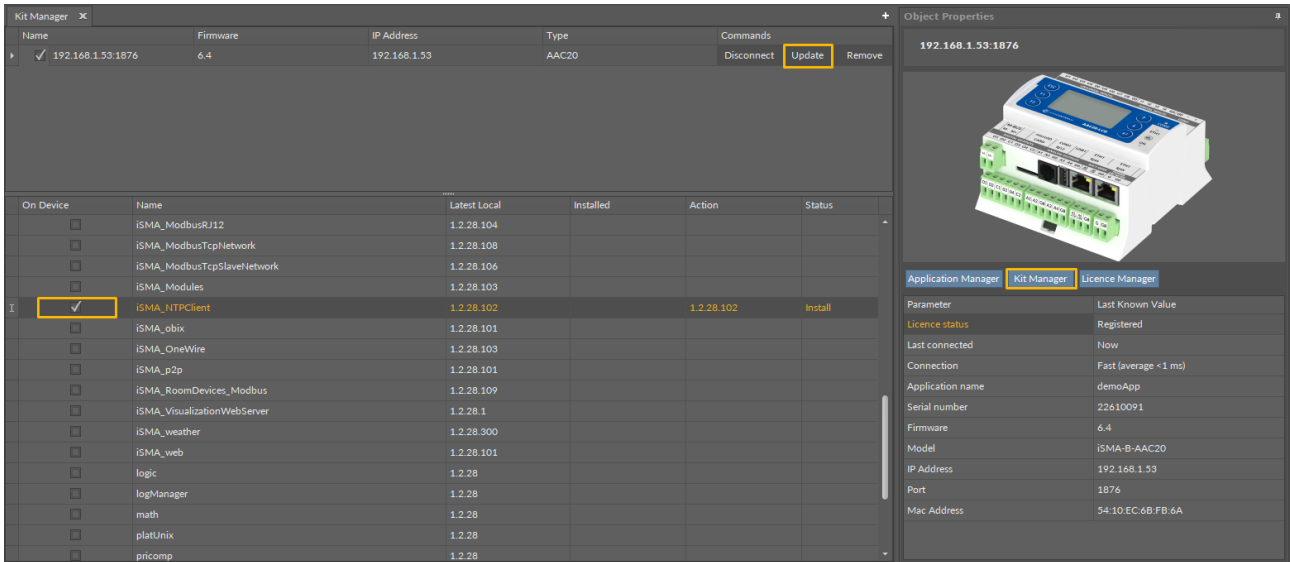 Kit Manager
Name Firmware IP Address Type Commands
192.168.1.53:1876 6.4 192.168.1.53 AAC20 Disconnect Update Remove
On Device Name Latest Local Installed Action Status
iSMA_ModbusRJ12 1.2.28.104
iSMA_ModbusTcpNetwork 1.2.28.108
iSMA_ModbusTcpSlaveNetwork 1.2.28.106
iSMA_Modules 1.2.28.103
iSMA_NTPClient 1.2.28.102 1.2.28.102 Install
iSMA_obix 1.2.28.101
iSMA_OneWire 1.2.28.103
iSMA_p2p 1.2.28.101
iSMA_RoomDevices_Modbus 1.2.28.109
iSMA_VisualizationWebServer 1.2.28.1
iSMA_weather 1.2.28.300
iSMA_web 1.2.28.101
logic 1.2.28
logManager 1.2.28
math 1.2.28
platUnix 1.2.28
pricomp 1.2.28
Object Properties
192.168.1.53:1876
Application Manager Kit Manager Licence Manager
Parameter Last Known Value
Licence status Registered
Last connected Now
Connection Fast (average <1 ms)
Application name demoApp
Serial number 22610091
Firmware 6.4
Model iSMA-B-AAC20
IP Address 192.168.1.53
Port 1876
Mac Address 54:10:EC:6B:FB:6A